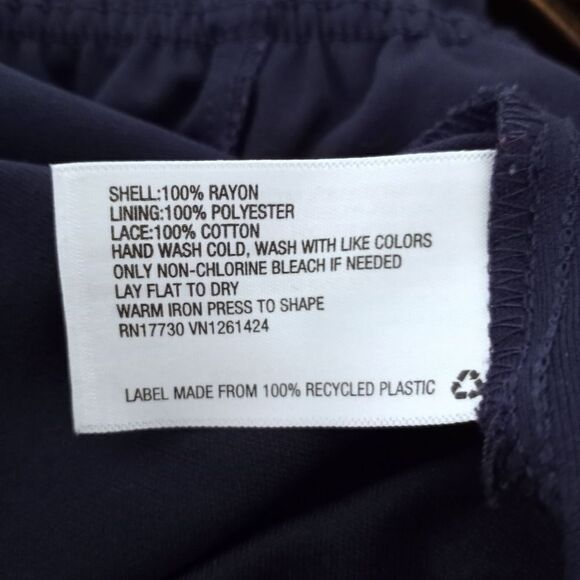 SHELL:100% RAYON
LINING:100% POLYESTER
LACE:100% COTTON
HAND WASH COLD, WASH WITH LIKE COLORS
ONLY NON-CHLORINE BLEACH IF NEEDED
LAY FLAT TO DRY
WARM IRON PRESS TO SHAPE
RN17730 VN1261424
LABEL MADE FROM 100% RECYCLED PLASTIC